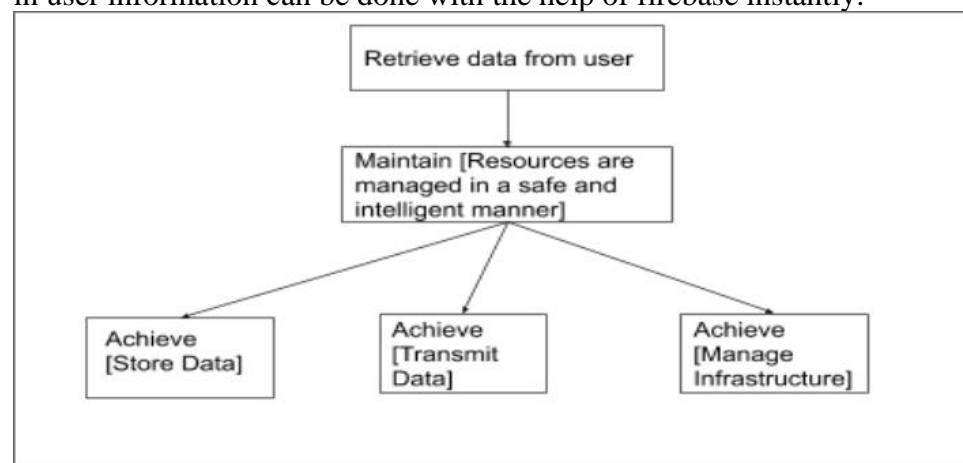 in user information can be done with the help of firebase instantly.
Retrieve data from user
Maintain [Resources are
managed in a safe and
intelligent manner]
Achieve
[Store Data]
Achieve
[Transmit
Data]
Achieve
[Manage
Infrastructure]